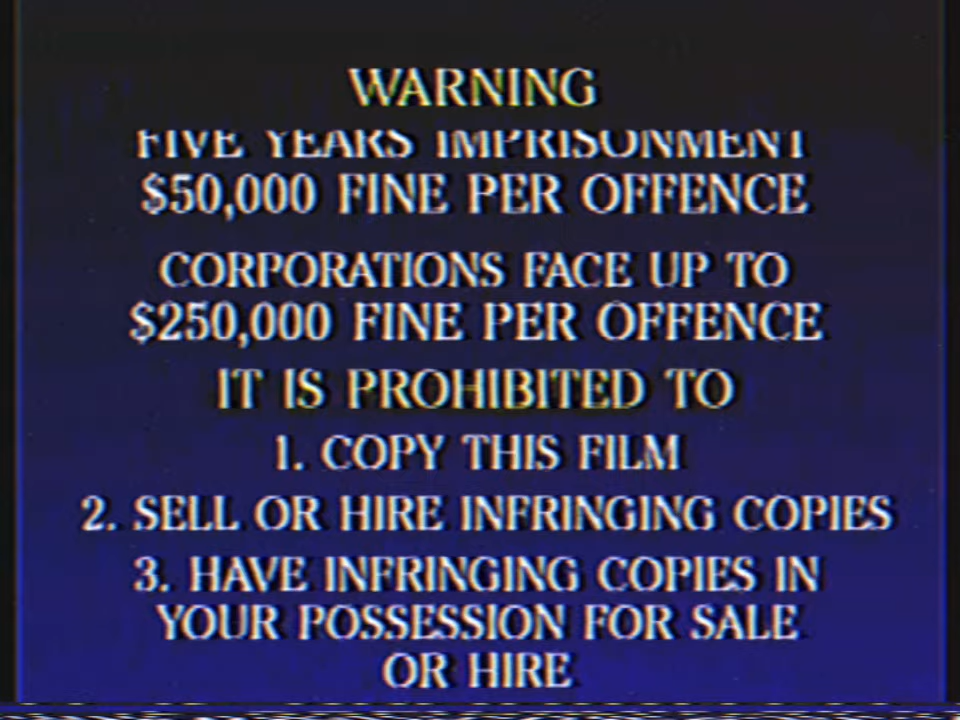 WARNING
FIVE YEARS IMPRISONMENT
$50,000 FINE PER OFFENCE
CORPORATIONS FACE UP TO
$250,000 FINE PER OFFENCE
IT IS PROHIBITED TO
1. COPY THIS FILM
2. SELL OR HIRE INFRINGING COPIES
3. HAVE INFRINGING COPIES IN
YOUR POSSESSION FOR SALE
OR HIRE